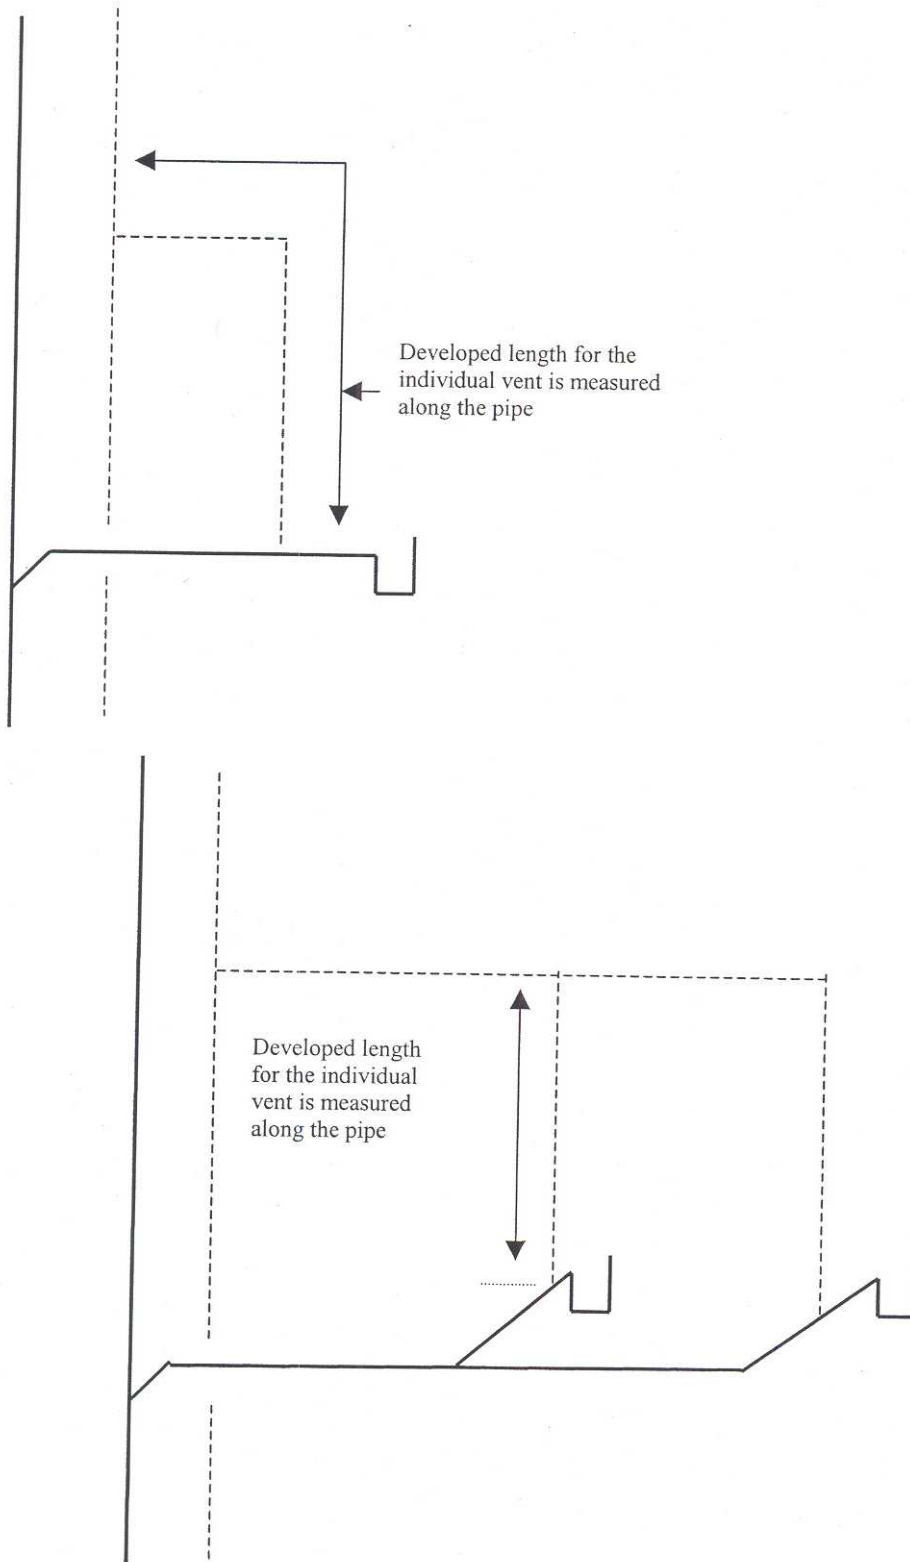 Developed length for the
individual vent is measured
along the pipe
Developed length
for the individual
vent is measured
along the pipe